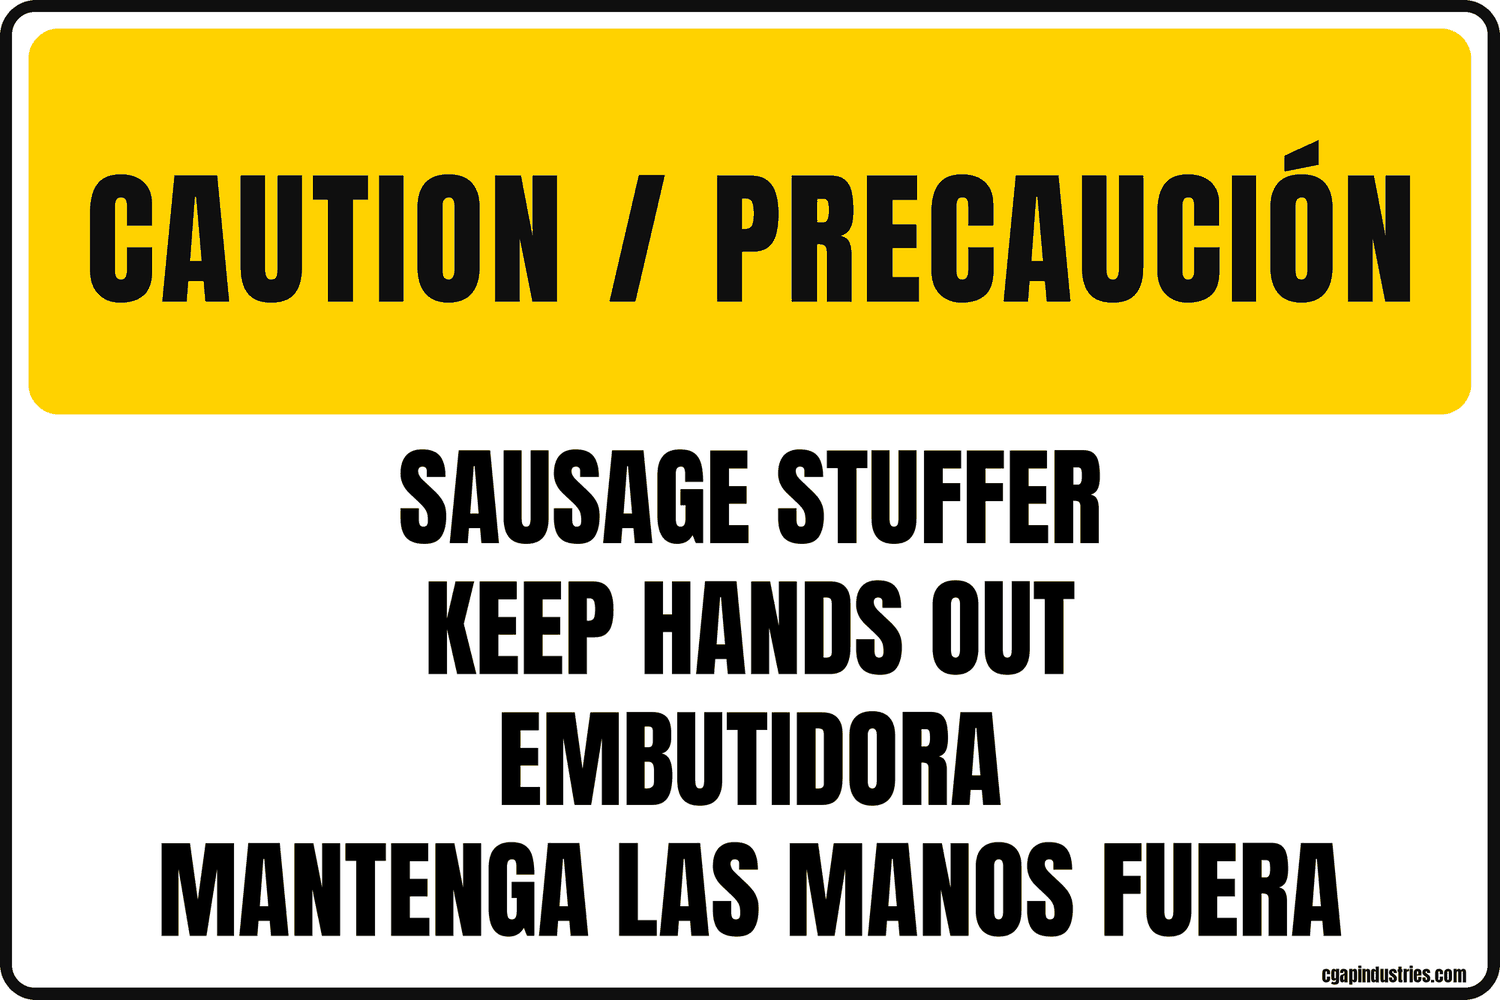 CAUTION / PRECAUCIÓN
SAUSAGE STUFFER
KEEP HANDS OUT
EMBUTIDORA
MANTENGA LAS MANOS FUERA
cgapindustries.com